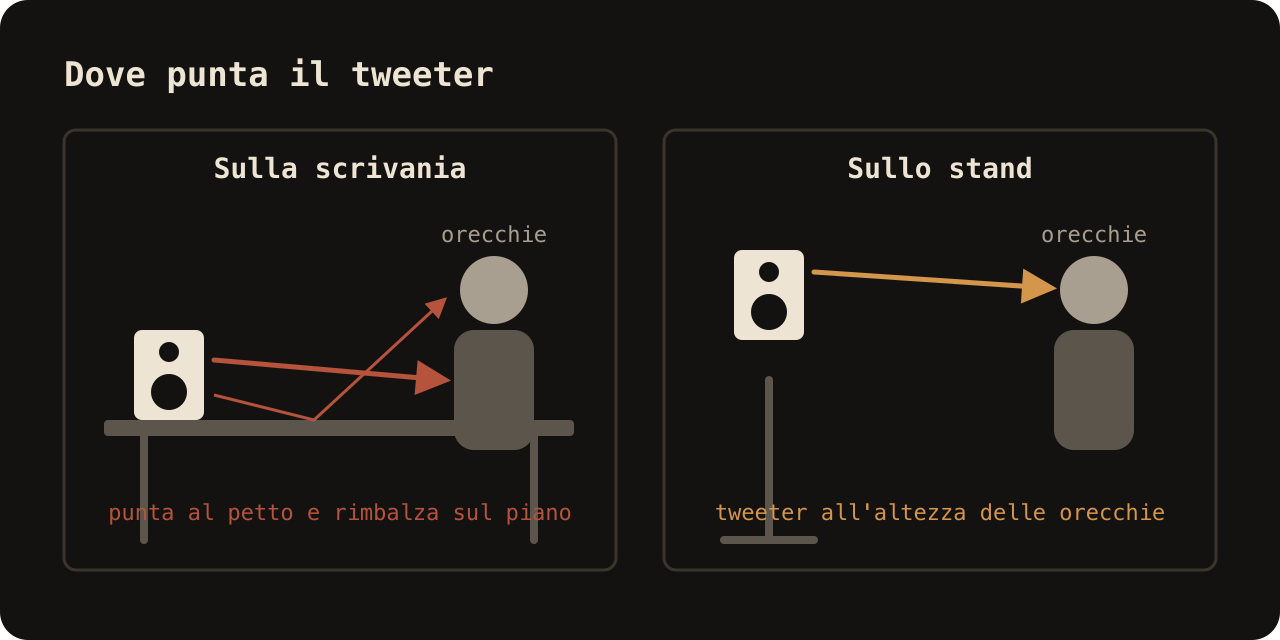 Dove punta il tweeter
Sulla scrivania
orecchie
punta al petto e rimbalza sul piano
Sullo stand
orecchie
tweeter all'altezza delle orecchie